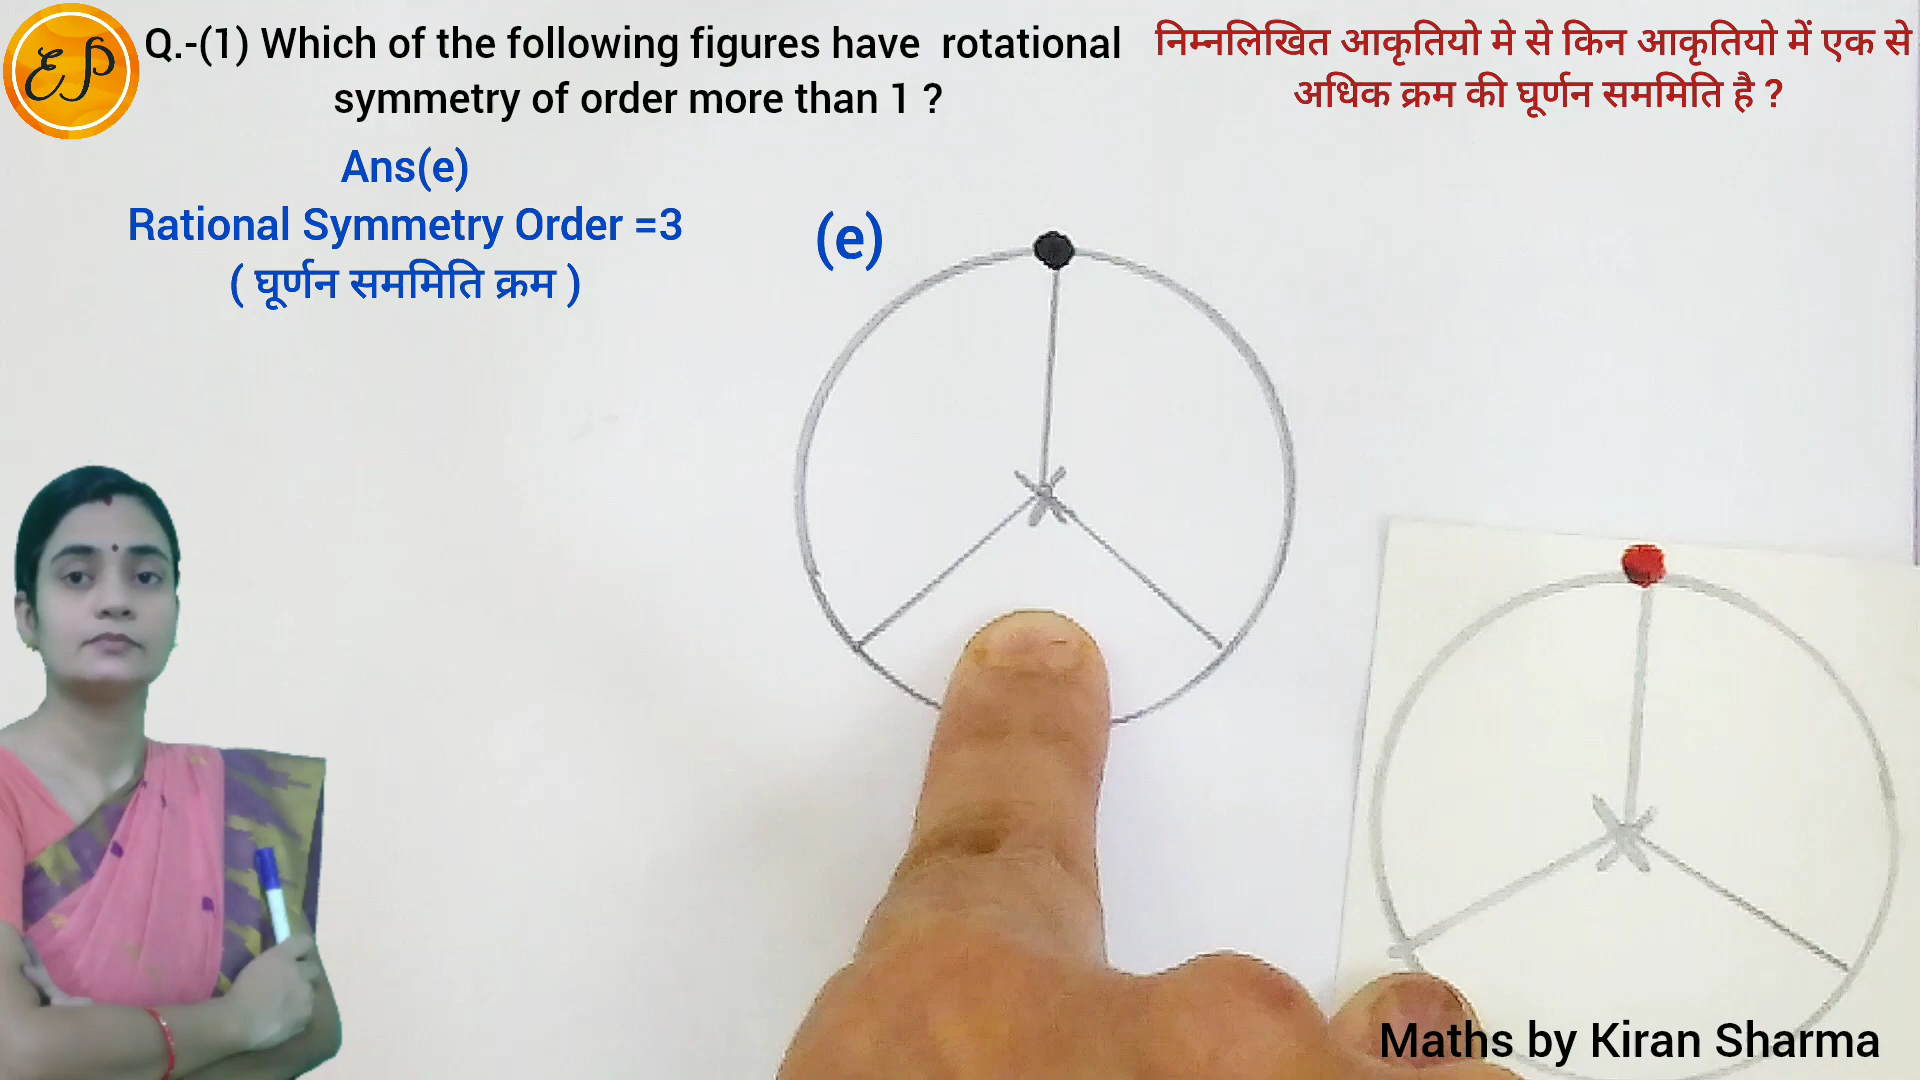 EP
Q.-(1) Which of the following figures have rotational
symmetry of order more than 1 ?
निम्नलिखित आकृतियो मे से किन आकृतियो में एक से
अधिक क्रम की घूर्णन सममिति है ?
Ans(e)
Rational Symmetry Order =3
( घूर्णन सममिति क्रम )
(e)
Maths by Kiran Sharma